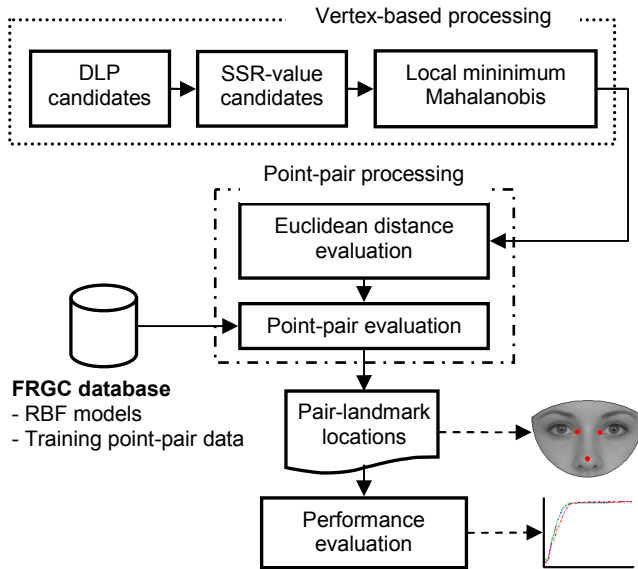 Vertex-based processing
DLP
candidates
SSR-value
candidates
Local mininimum
Mahalanobis
Point-pair processing
Euclidean distance
evaluation
Point-pair evaluation
FRGC database
- RBF models
- Training point-pair data
Pair-landmark
locations
Performance
evaluation